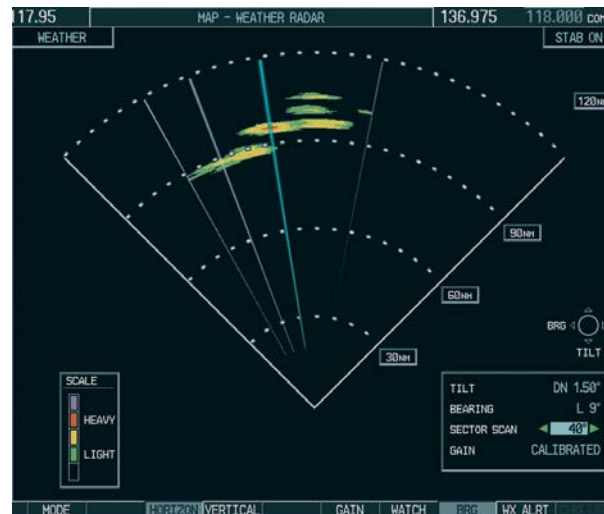 17.95 MAP - WEATHER RADAR 136.975 118.000 COM
WEATHER STAB ON
120NM
90NM
60NM
BRG
TILT
30NM
SCALE
HEAVY
LIGHT
TILT DN 1.50°
BEARING L 9°
SECTOR SCAN 40°
GAIN CALIBRATED
MODE HORIZON VERTICAL GAIN WATCH BRG WX ALRT